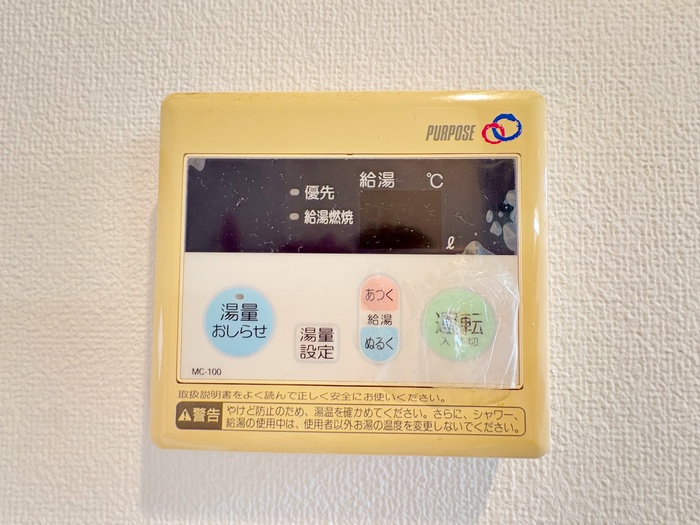 PURPOSE
給湯 ℃
優先
給湯燃焼
ℓ
湯量
おしらせ
湯量
設定
あつく
給湯
ぬるく
運転
入 切
MC-100
取扱説明書をよく読んで正しく安全にお使いください。
警告
やけど防止のため、湯温を確かめてください。さらに、シャワー、
給湯の使用中は、使用者以外お湯の温度を変更しないでください。